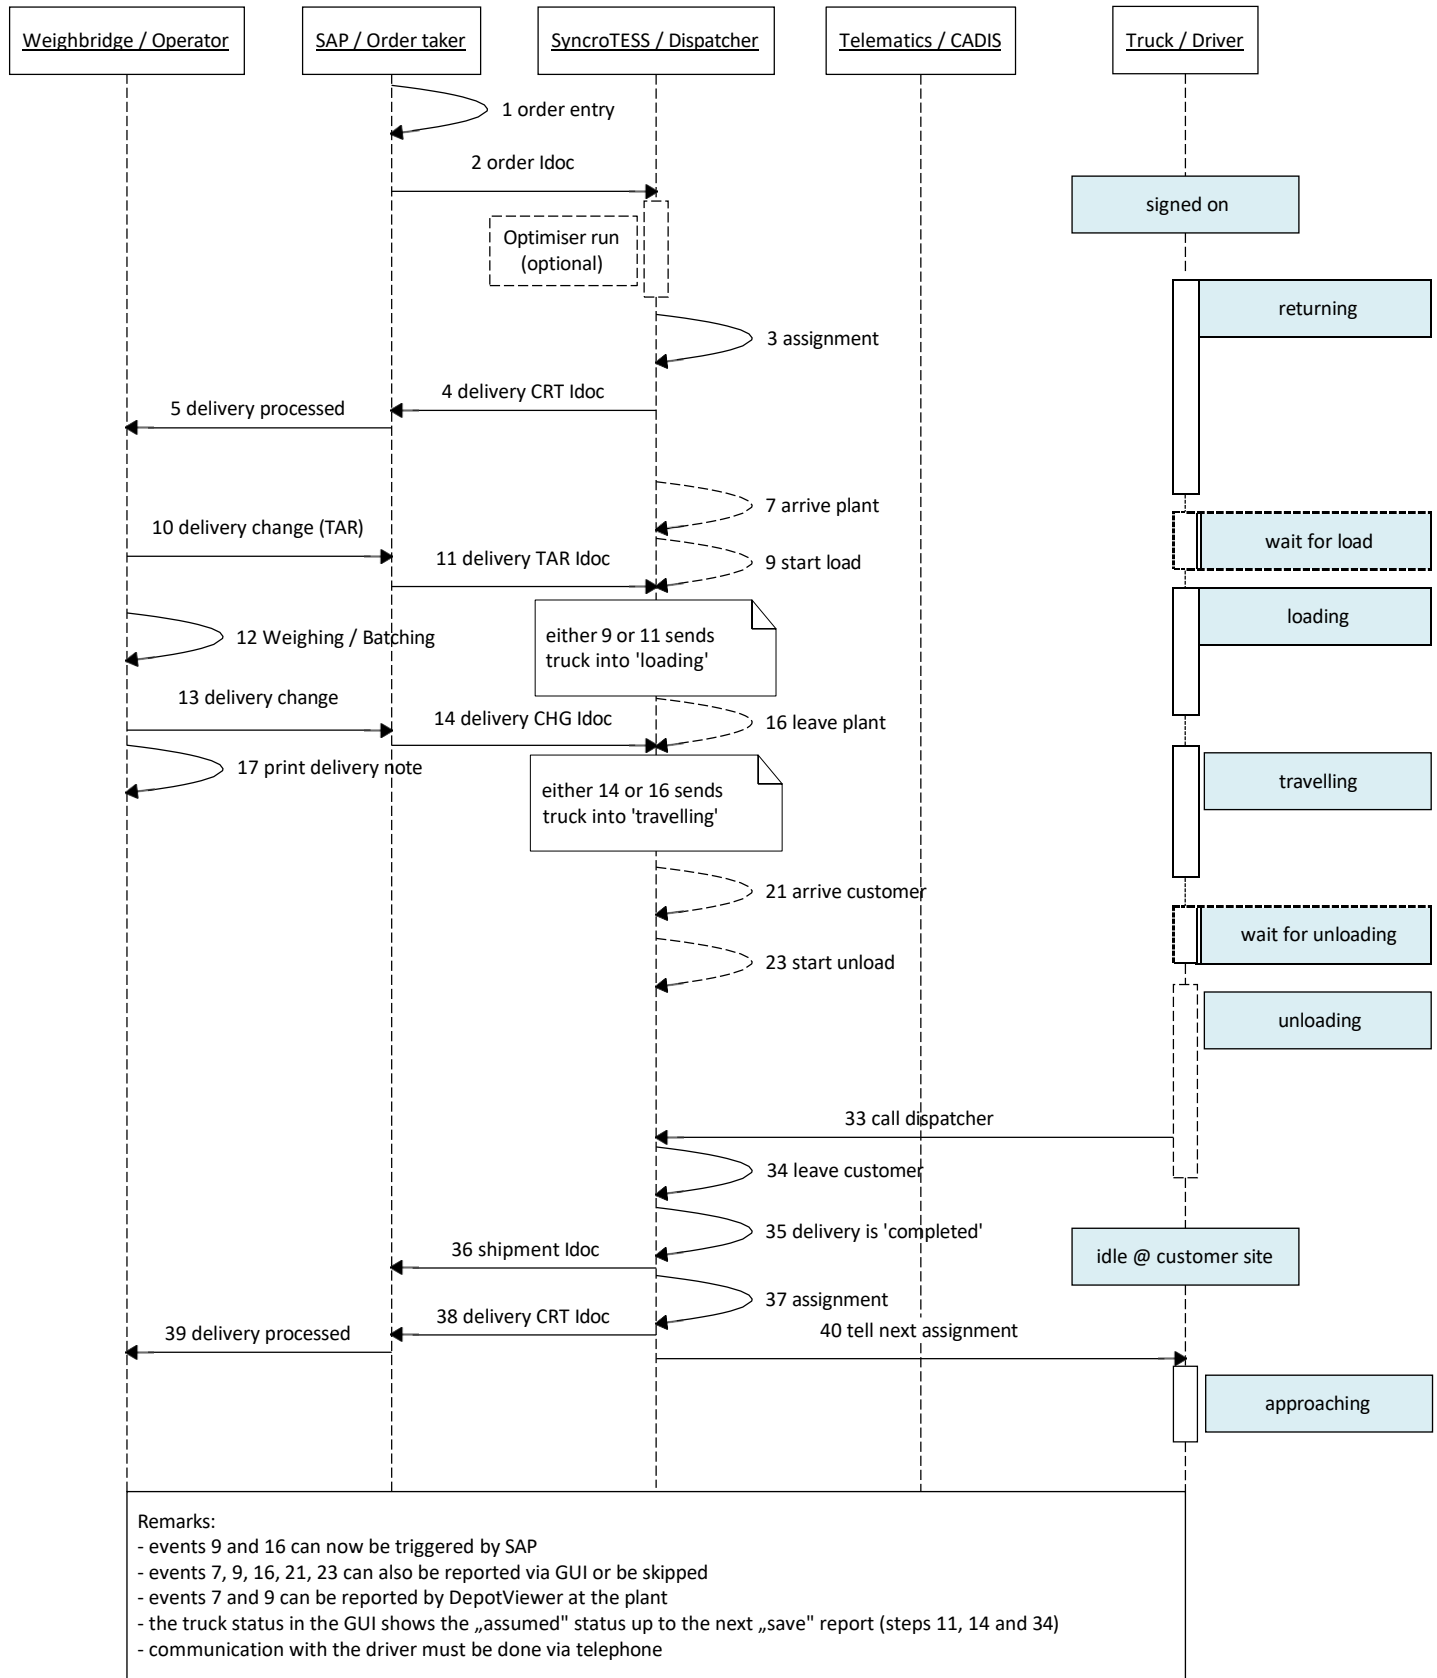 Weighbridge / Operator
SAP / Order taker
SyncroTESS / Dispatcher
Telematics / CADIS
Truck / Driver
1 order entry
2 order Idoc
signed on
Optimiser run
(optional)
returning
3 assignment
4 delivery CRT Idoc
5 delivery processed
7 arrive plant
10 delivery change (TAR)
wait for load
11 delivery TAR Idoc
9 start load
loading
either 9 or 11 sends
truck into 'loading'
12 Weighing / Batching
13 delivery change
14 delivery CHG Idoc
16 leave plant
17 print delivery note
travelling
either 14 or 16 sends
truck into 'travelling'
21 arrive customer
wait for unloading
23 start unload
unloading
33 call dispatcher
34 leave customer
35 delivery is 'completed'
36 shipment Idoc
idle @ customer site
37 assignment
38 delivery CRT Idoc
39 delivery processed
40 tell next assignment
approaching
Remarks:
- events 9 and 16 can now be triggered by SAP
- events 7, 9, 16, 21, 23 can also be reported via GUI or be skipped
- events 7 and 9 can be reported by DepotViewer at the plant
- the truck status in the GUI shows the „assumed" status up to the next „save" report (steps 11, 14 and 34)
- communication with the driver must be done via telephone